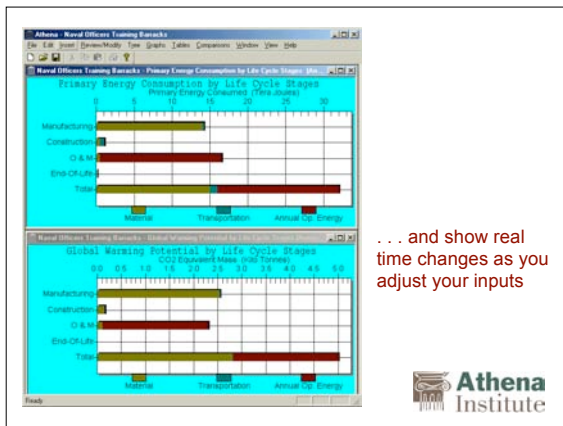 Athena - Naval Officers Training Barracks
File Edit Insert Review/Modify Type Graphs Tables Comparisons Window View Help
Naval Officers Training Barracks - Primary Energy Consumption by Life Cycle Stages
Primary Energy Consumption by Life Cycle Stages
Primary Energy Consumed (Tera Joules)
0 5 10 15 20 25 30
Manufacturing
Construction
O & M
End-Of-Life
Total
Material Transportation Annual Op. Energy
Naval Officers Training Barracks - Global Warming Potential by Life Cycle Stages
Global Warming Potential by Life Cycle Stages
CO2 Equivalent Mass (Kilo Tonnes)
0.0 0.5 1.0 1.5 2.0 2.5 3.0 3.5 4.0 4.5 5.0
Manufacturing
Construction
O & M
End-Of-Life
Total
Material Transportation Annual Op. Energy
Ready
. . . and show real
time changes as you
adjust your inputs
Athena
Institute